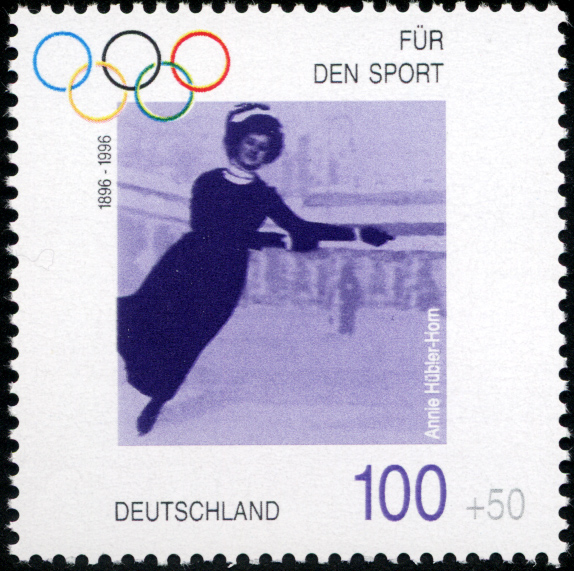 FÜR
DEN SPORT
1896 - 1996
Annie Hübler-Horn
DEUTSCHLAND
100 +50